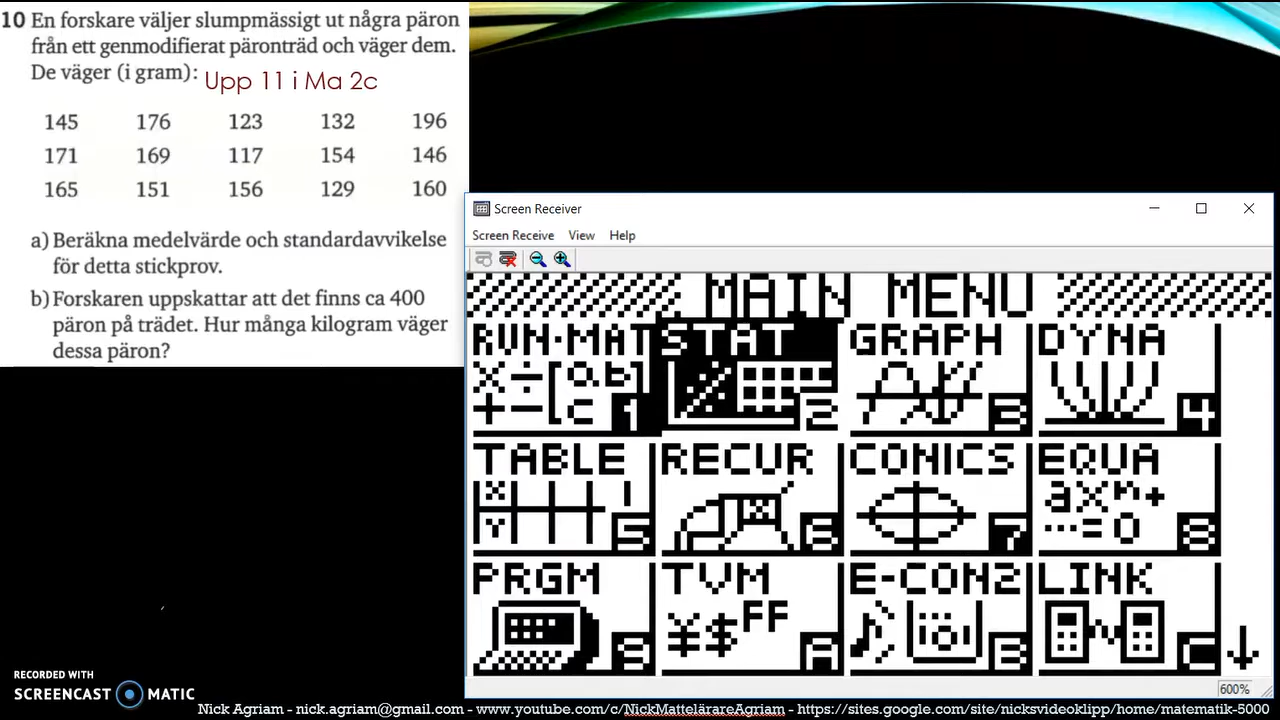 10 En forskare väljer slumpmässigt ut några päron
från ett genmodifierat päronträd och väger dem.
De väger (i gram): Upp 11 i Ma 2c
145 176 123 132 196
171 169 117 154 146
165 151 156 129 160
a) Beräkna medelvärde och standardavvikelse
för detta stickprov.
b) Forskaren uppskattar att det finns ca 400
päron på trädet. Hur många kilogram väger
dessa päron?
Screen Receiver
Screen Receive View Help
MAIN MENU
RUN·MAT STAT GRAPH DYNA
X÷[ab] 
+−[c 1 2 3 4
TABLE RECUR CONICS EQUA
X aXⁿ+
Y 5 6 7 ···=0 8
PRGM TVM E-CON2 LINK
¥$FF
9 A B C
600%
RECORDED WITH
SCREENCAST MATIC
Nick Agriam - nick.agriam@gmail.com - www.youtube.com/c/NickMattelärareAgriam - https://sites.google.com/site/nicksvideoklipp/home/matematik-5000